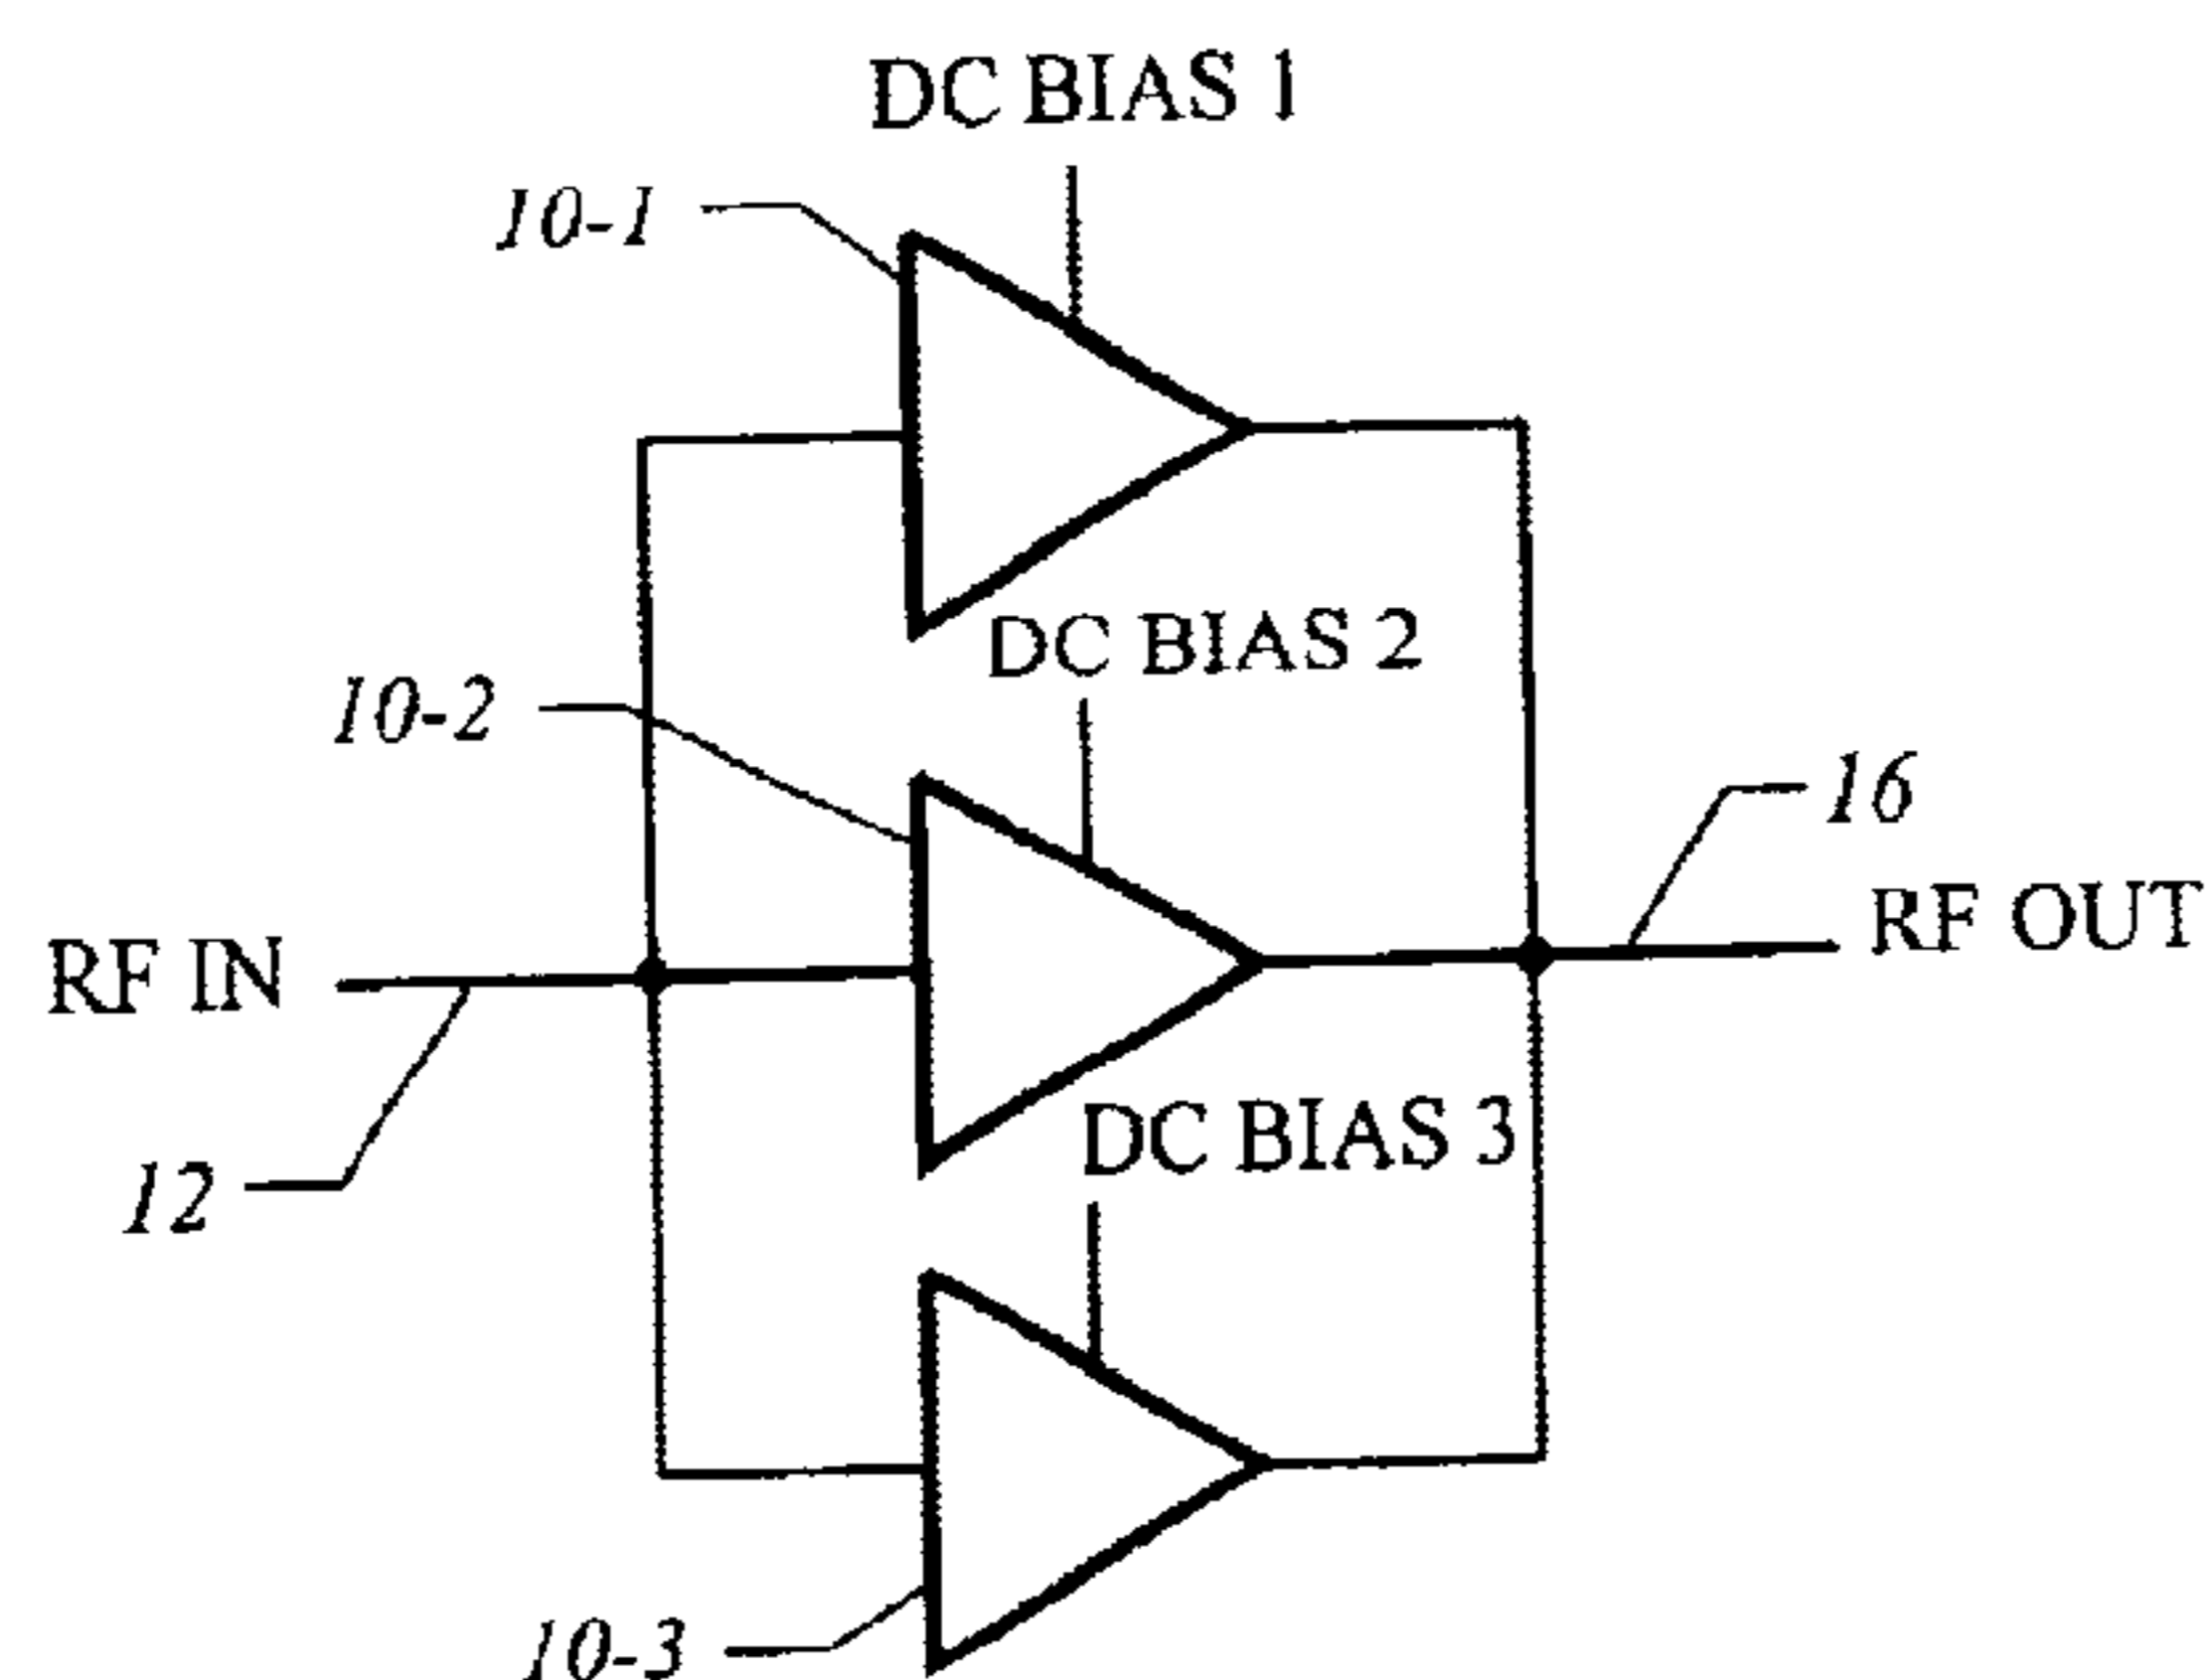 DC BIAS 1
10-1
DC BIAS 2
10-2
16
RF OUT
RF IN
DC BIAS 3
12
10-3